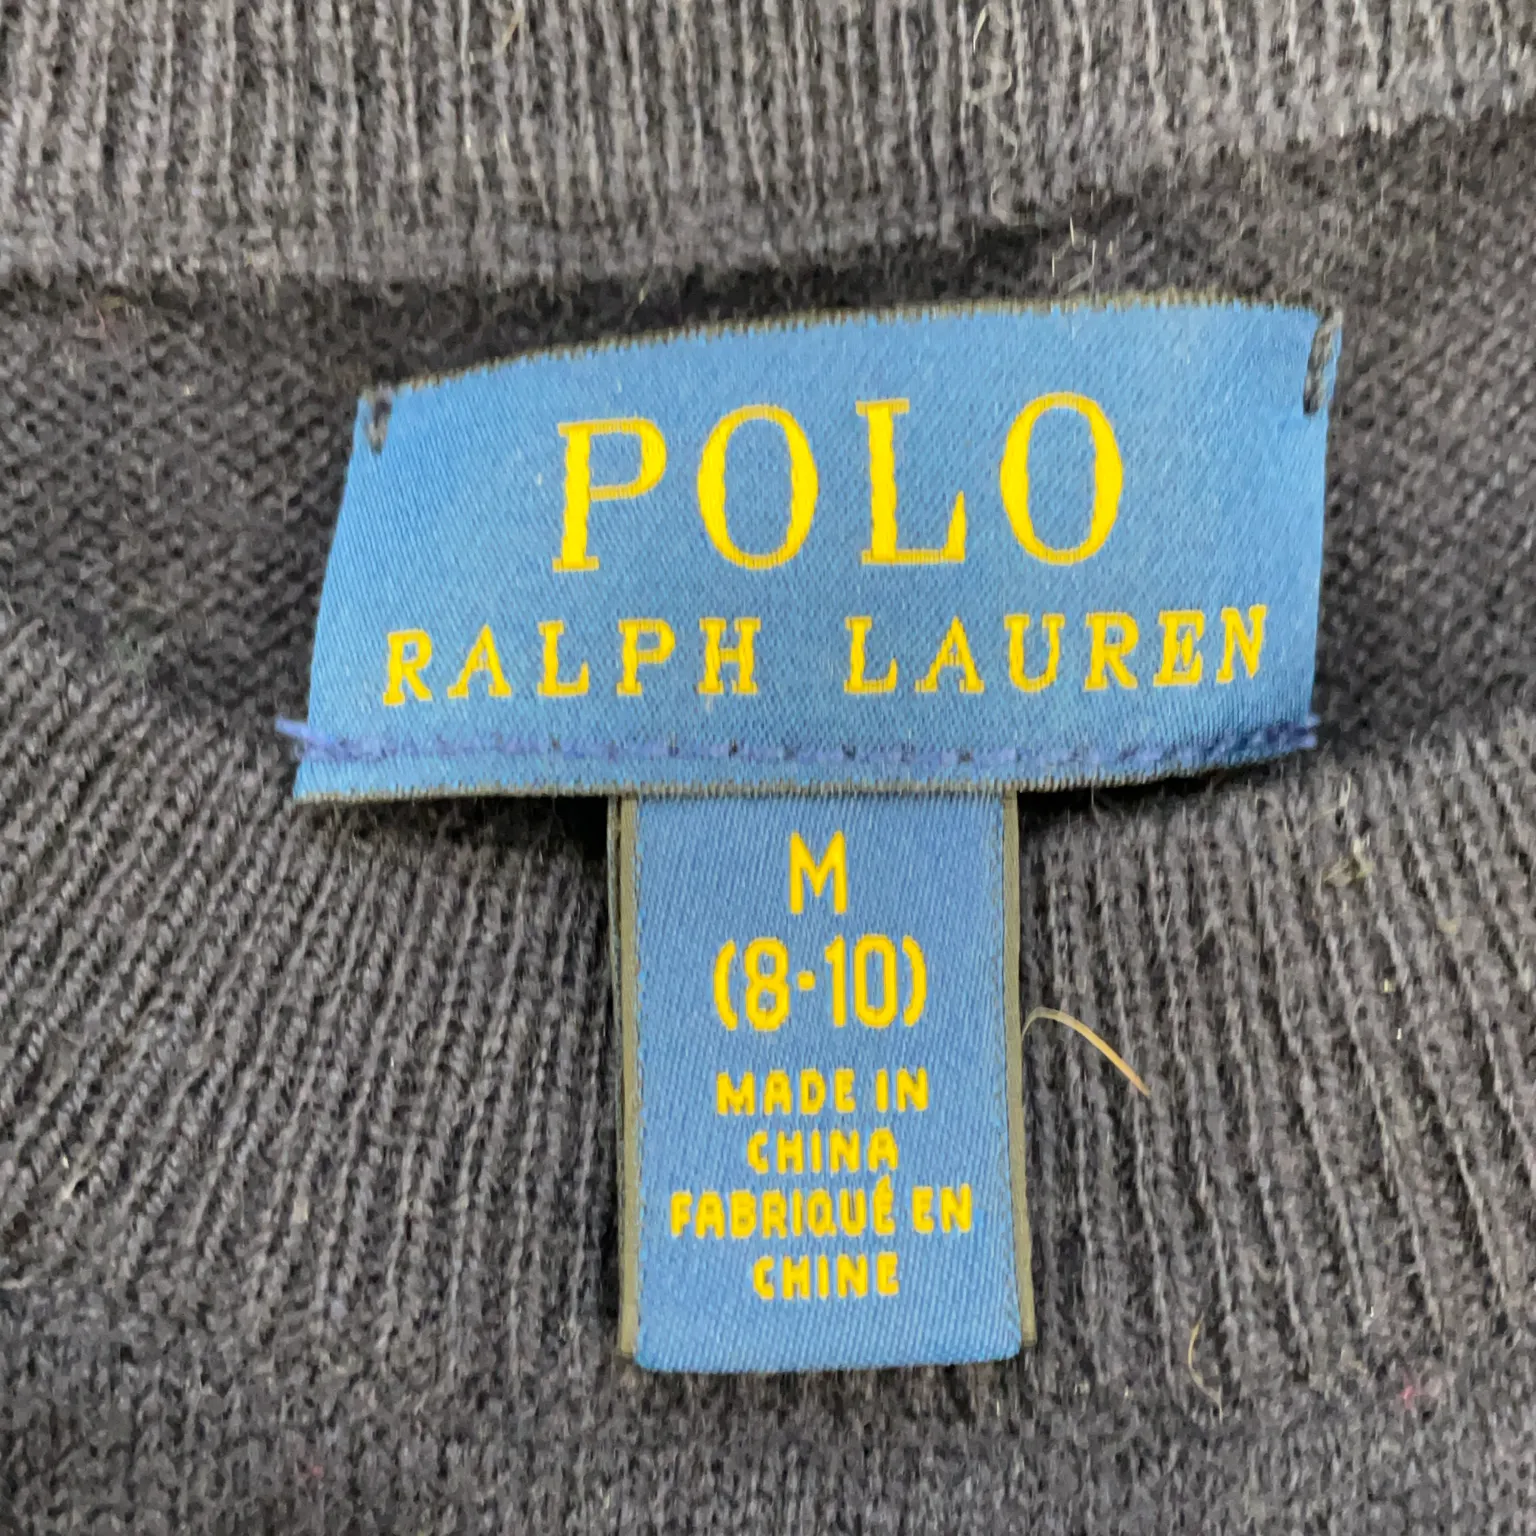 POLO
RALPH LAUREN
M
(8-10)
MADE IN
CHINA
FABRIQUÉ EN
CHINE